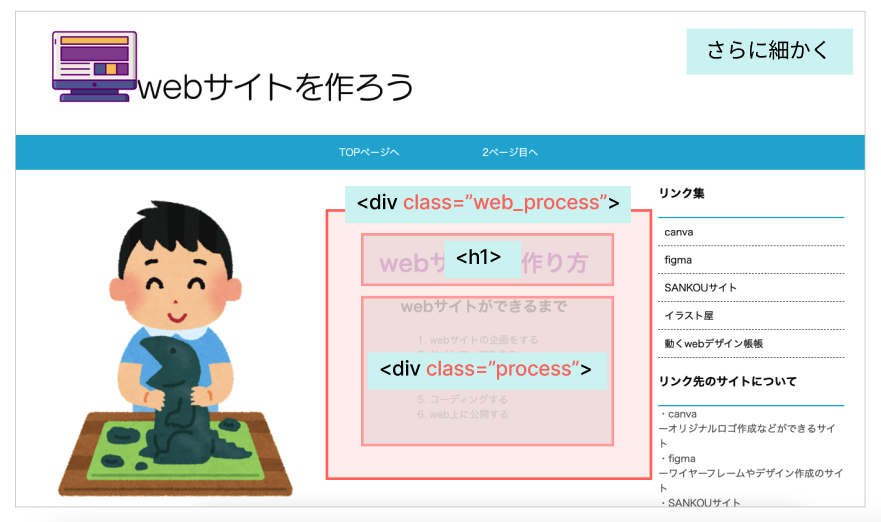 さらに細かく
webサイトを作ろう
TOPページへ
2ページ目へ
<div class="web_process">
<h1>
作り方
webサイトができるまで
1. webサイトの企画をする
<div class="process">
5. コーディングする
6. web上に公開する
リンク集
canva
figma
SANKOUサイト
イラスト屋
動くwebデザイン帳帳
リンク先のサイトについて
・canva
ーオリジナルロゴ作成などができるサイ
ト
・figma
ーワイヤーフレームやデザイン作成のサイ
ト
・SANKOUサイト